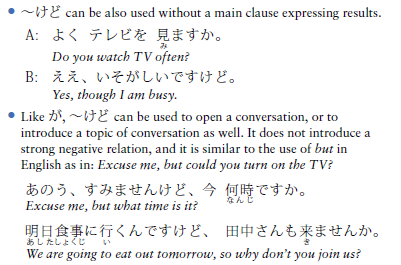 • 〜けど can be also used without a main clause expressing results.
A: よく テレビを 見ますか。
み
Do you watch TV often?
B: ええ、いそがしいですけど。
Yes, though I am busy.
• Like が, 〜けど can be used to open a conversation, or to
introduce a topic of conversation as well. It does not introduce a
strong negative relation, and it is similar to the use of but in
English as in: Excuse me, but could you turn on the TV?
あのう、すみませんけど、今 何時ですか。
なんじ
Excuse me, but what time is it?
明日食事に行くんですけど、 田中さんも来ませんか。
あしたしょくじ い き
We are going to eat out tomorrow, so why don't you join us?